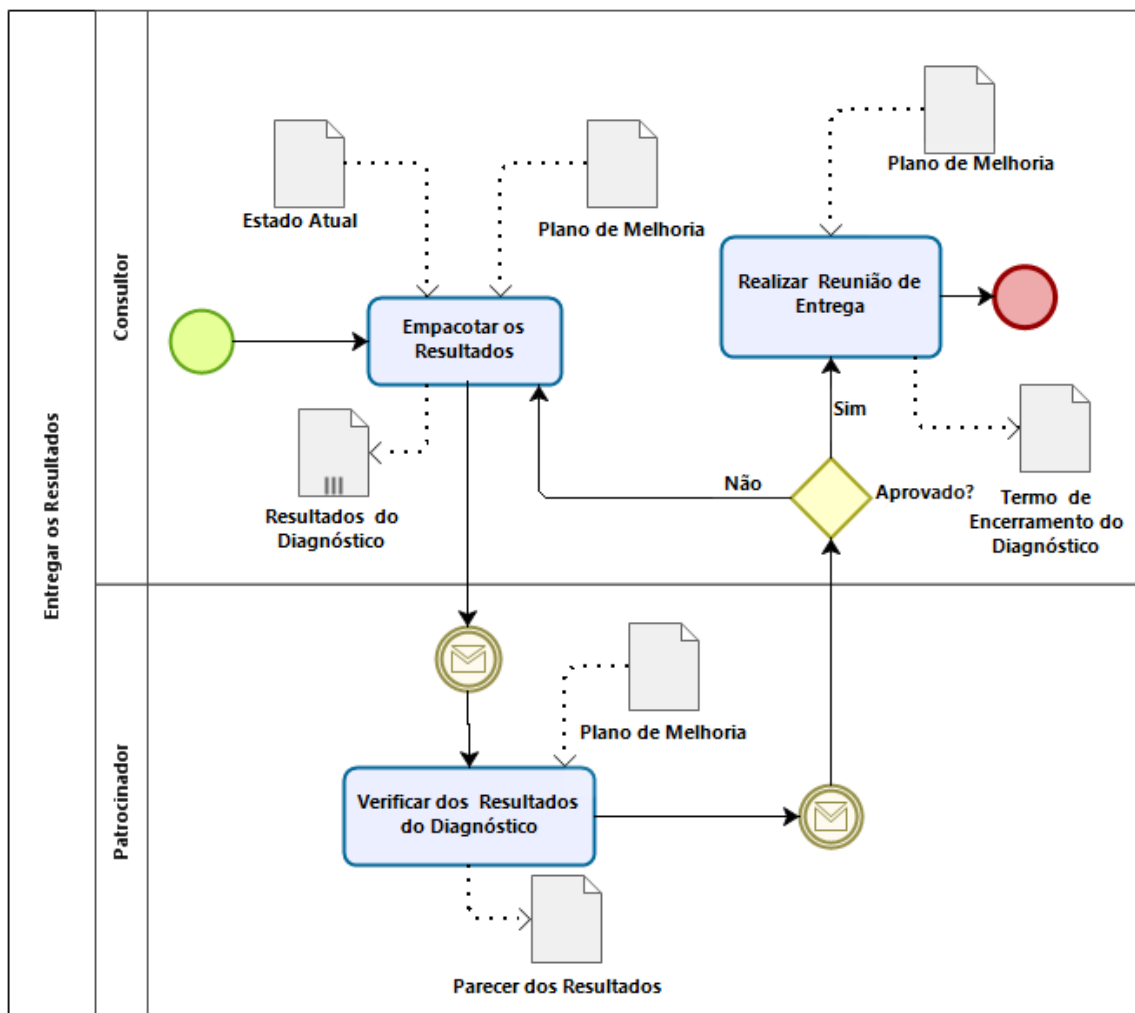 Entregar os Resultados
Consultor
Estado Atual
Plano de Melhoria
Plano de Melhoria
Empacotar os
Resultados
Realizar Reunião de
Entrega
Resultados do
Diagnóstico
Sim
Não
Aprovado?
Termo de
Encerramento do
Diagnóstico
Patrocinador
Plano de Melhoria
Verificar dos Resultados
do Diagnóstico
Parecer dos Resultados